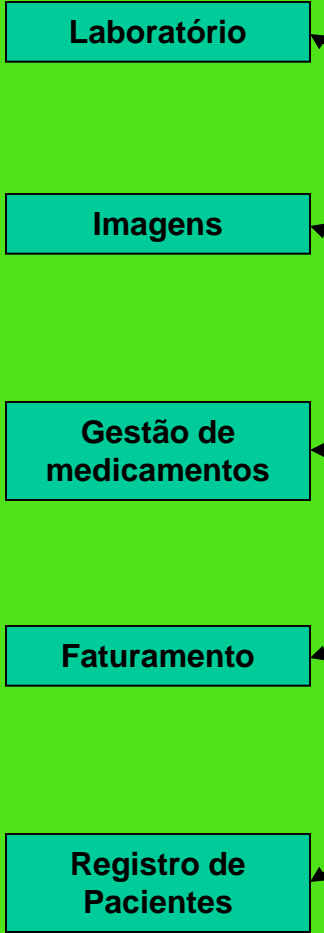 Laboratório
Imagens
Gestão de
medicamentos
Faturamento
Registro de
Pacientes